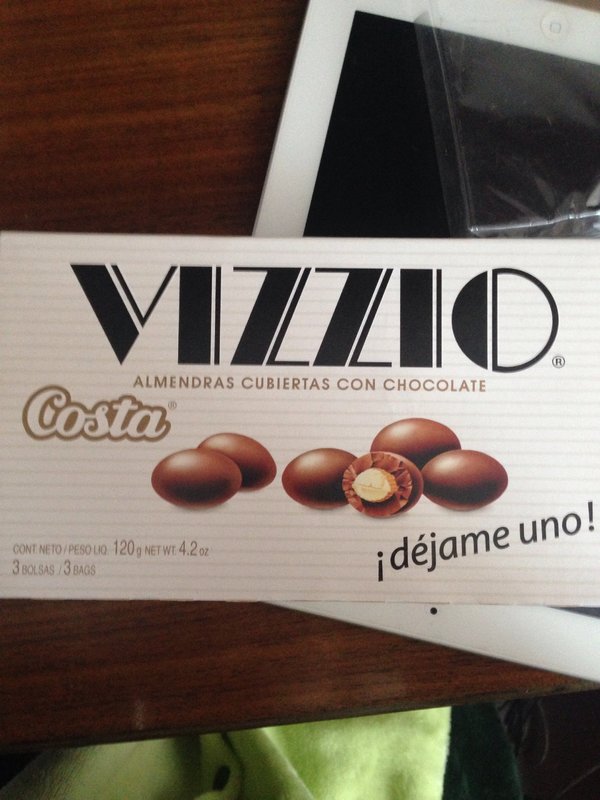 VIZZIO®
ALMENDRAS CUBIERTAS CON CHOCOLATE
Costa®
¡déjame uno!
CONT. NETO / PESO LIQ. 120g NET WT. 4.2 oz
3 BOLSAS / 3 BAGS